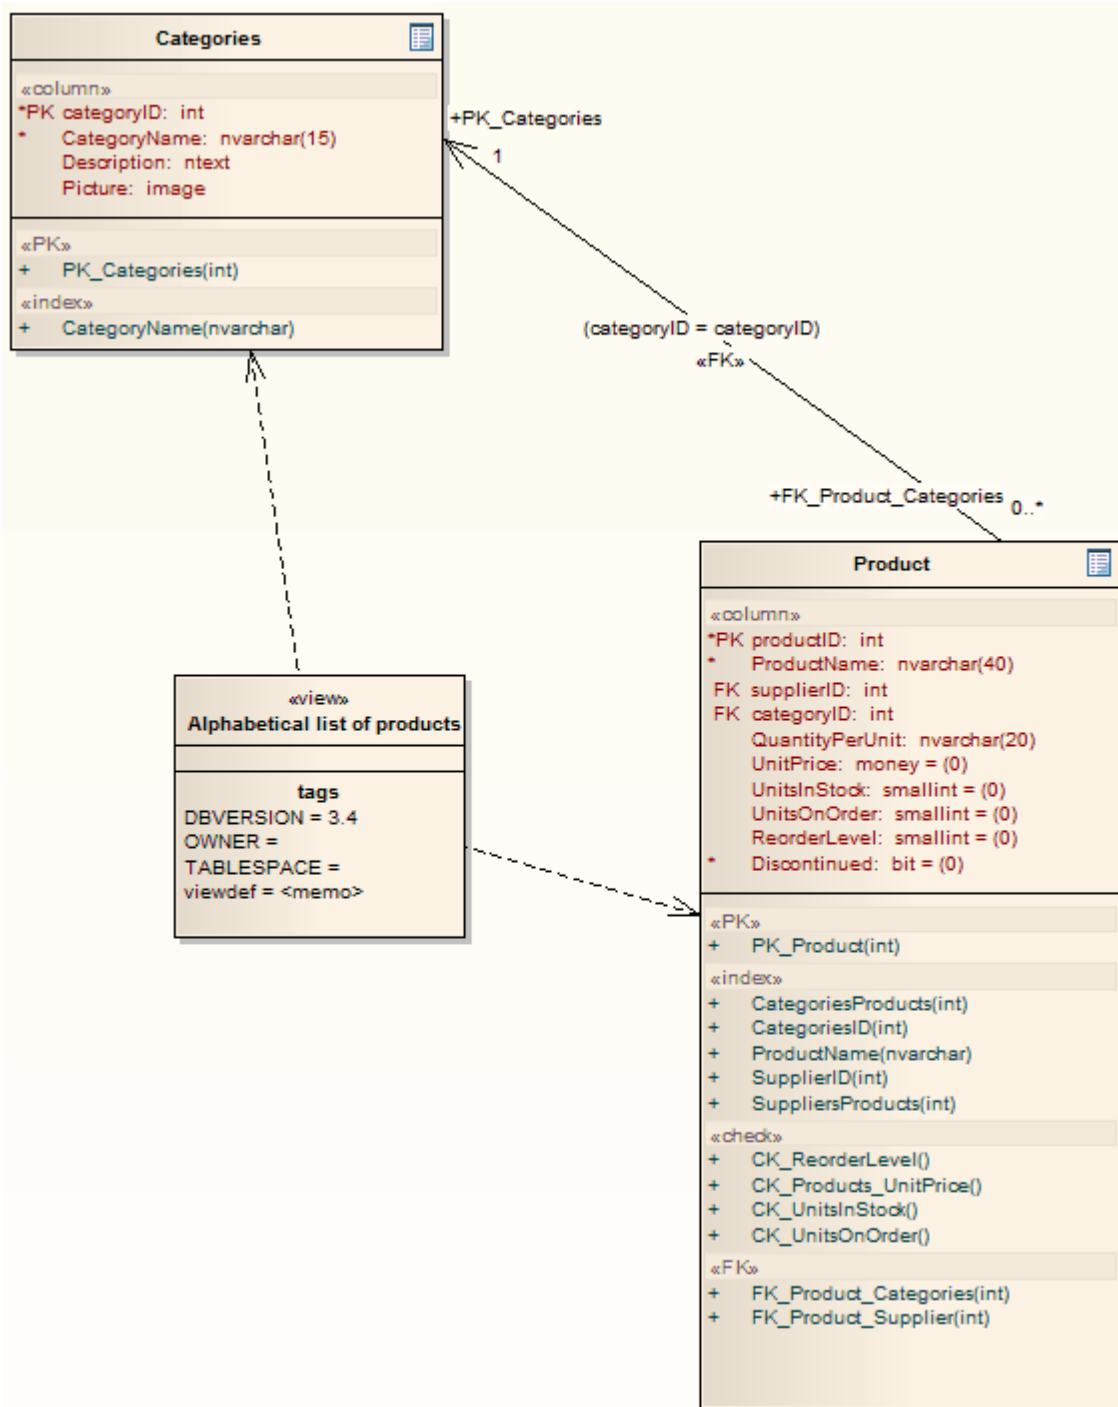 Categories
«column»
*PK categoryID: int
* CategoryName: nvarchar(15)
Description: ntext
Picture: image
«PK»
+ PK_Categories(int)
«index»
+ CategoryName(nvarchar)
+PK_Categories
1
(categoryID = categoryID)
«FK»
+FK_Product_Categories
0..*
«view»
Alphabetical list of products
tags
DBVERSION = 3.4
OWNER =
TABLESPACE =
viewdef = <memo>
Product
«column»
*PK productID: int
* ProductName: nvarchar(40)
FK supplierID: int
FK categoryID: int
QuantityPerUnit: nvarchar(20)
UnitPrice: money = (0)
UnitsInStock: smallint = (0)
UnitsOnOrder: smallint = (0)
ReorderLevel: smallint = (0)
* Discontinued: bit = (0)
«PK»
+ PK_Product(int)
«index»
+ CategoriesProducts(int)
+ CategoriesID(int)
+ ProductName(nvarchar)
+ SupplierID(int)
+ SuppliersProducts(int)
«check»
+ CK_ReorderLevel()
+ CK_Products_UnitPrice()
+ CK_UnitsInStock()
+ CK_UnitsOnOrder()
«FK»
+ FK_Product_Categories(int)
+ FK_Product_Supplier(int)